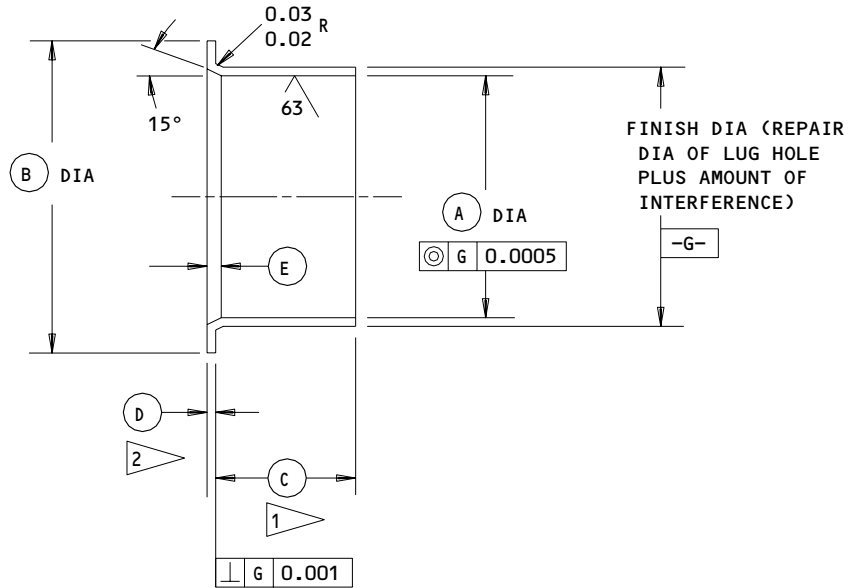 0.03
0.02 R
15°
63
B DIA
FINISH DIA (REPAIR
DIA OF LUG HOLE
PLUS AMOUNT OF
INTERFERENCE)
A DIA
G 0.0005
-G-
E
D
2
C
1
⊥ G 0.001